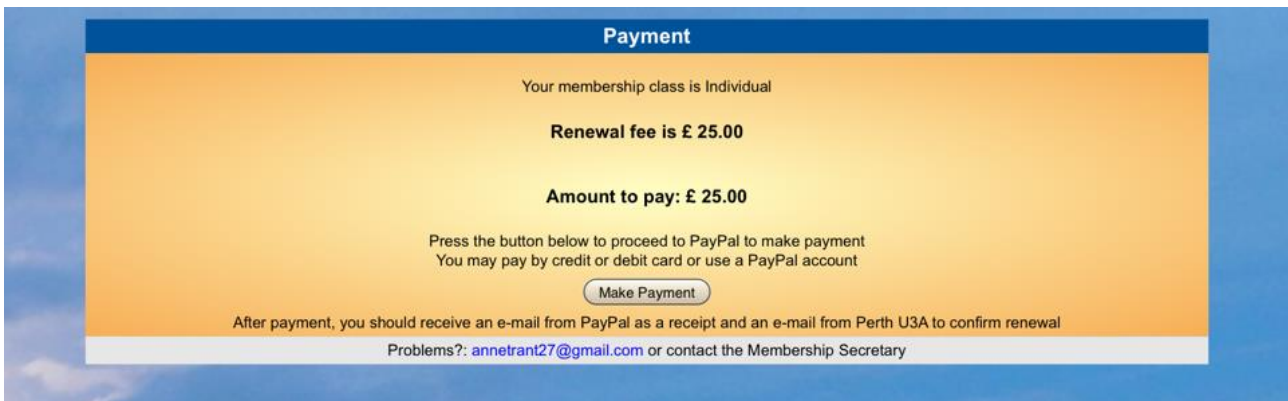 Payment
Your membership class is Individual
Renewal fee is £ 25.00
Amount to pay: £ 25.00
Press the button below to proceed to PayPal to make payment
You may pay by credit or debit card or use a PayPal account
Make Payment
After payment, you should receive an e-mail from PayPal as a receipt and an e-mail from Perth U3A to confirm renewal
Problems?: annetrant27@gmail.com or contact the Membership Secretary